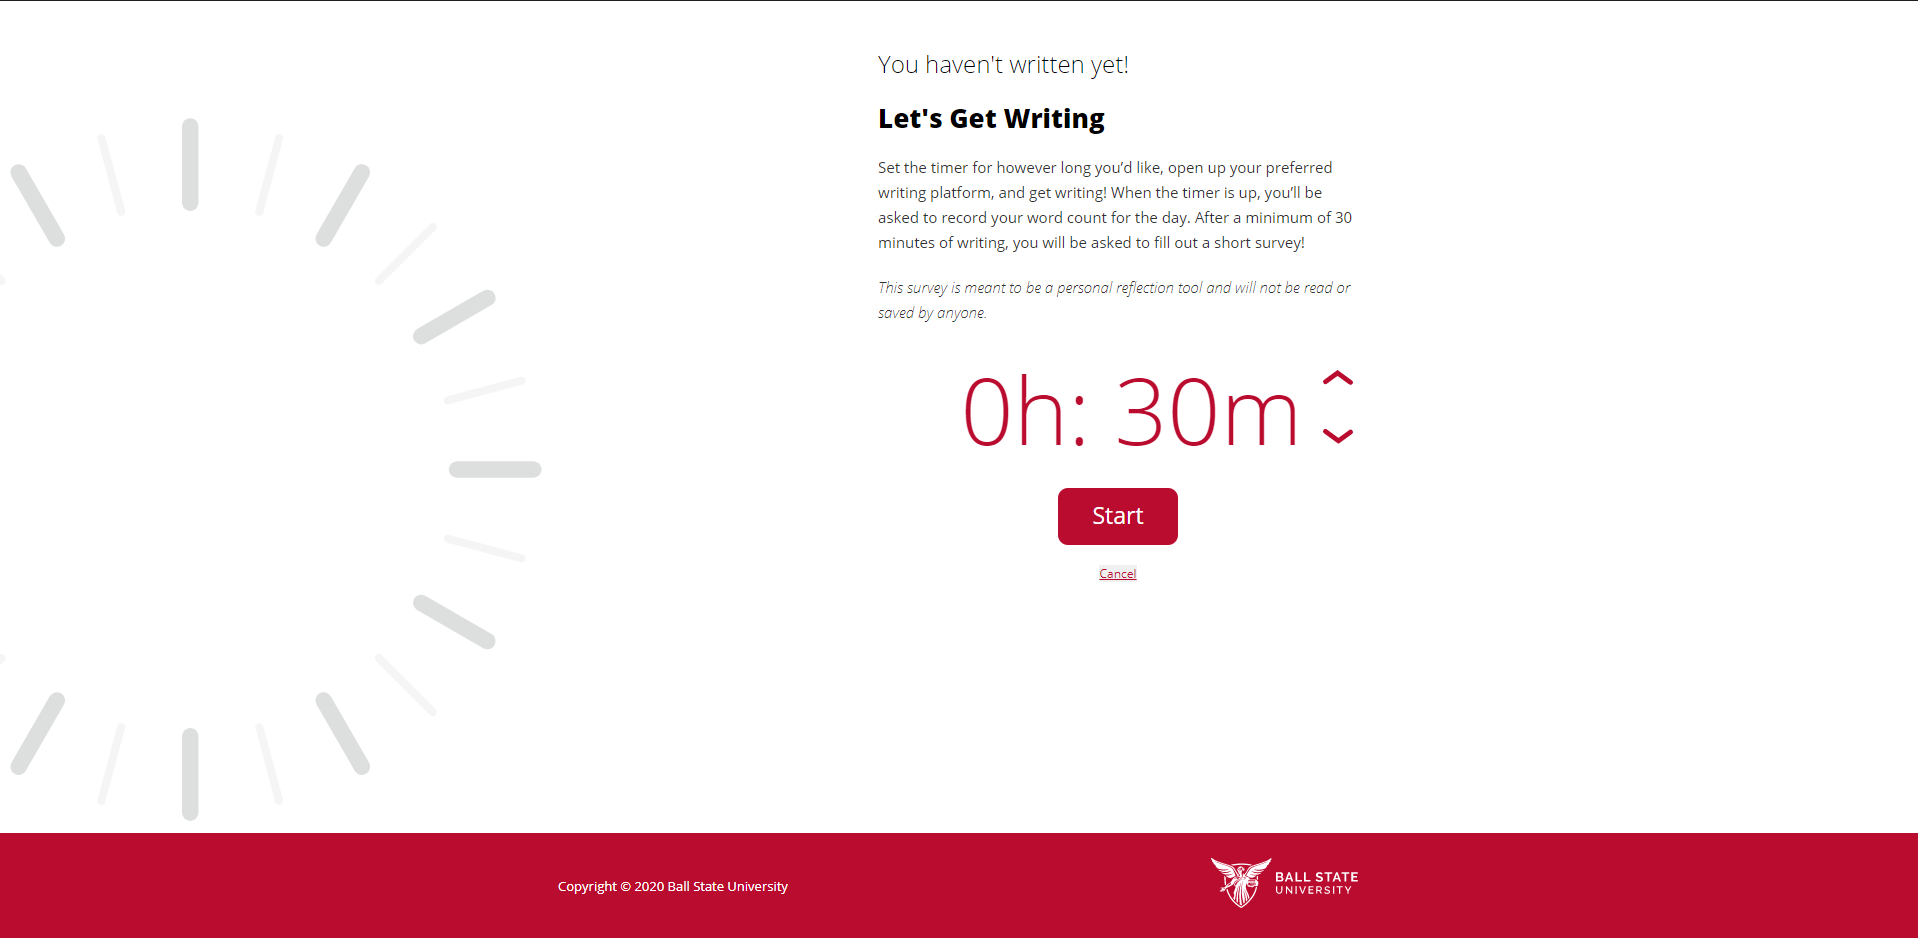 You haven't written yet!
Let's Get Writing
Set the timer for however long you’d like, open up your preferred
writing platform, and get writing! When the timer is up, you’ll be
asked to record your word count for the day. After a minimum of 30
minutes of writing, you will be asked to fill out a short survey!
This survey is meant to be a personal reflection tool and will not be read or
saved by anyone.
0h: 30m
Start
Cancel
Copyright © 2020 Ball State University
BALL STATE
UNIVERSITY